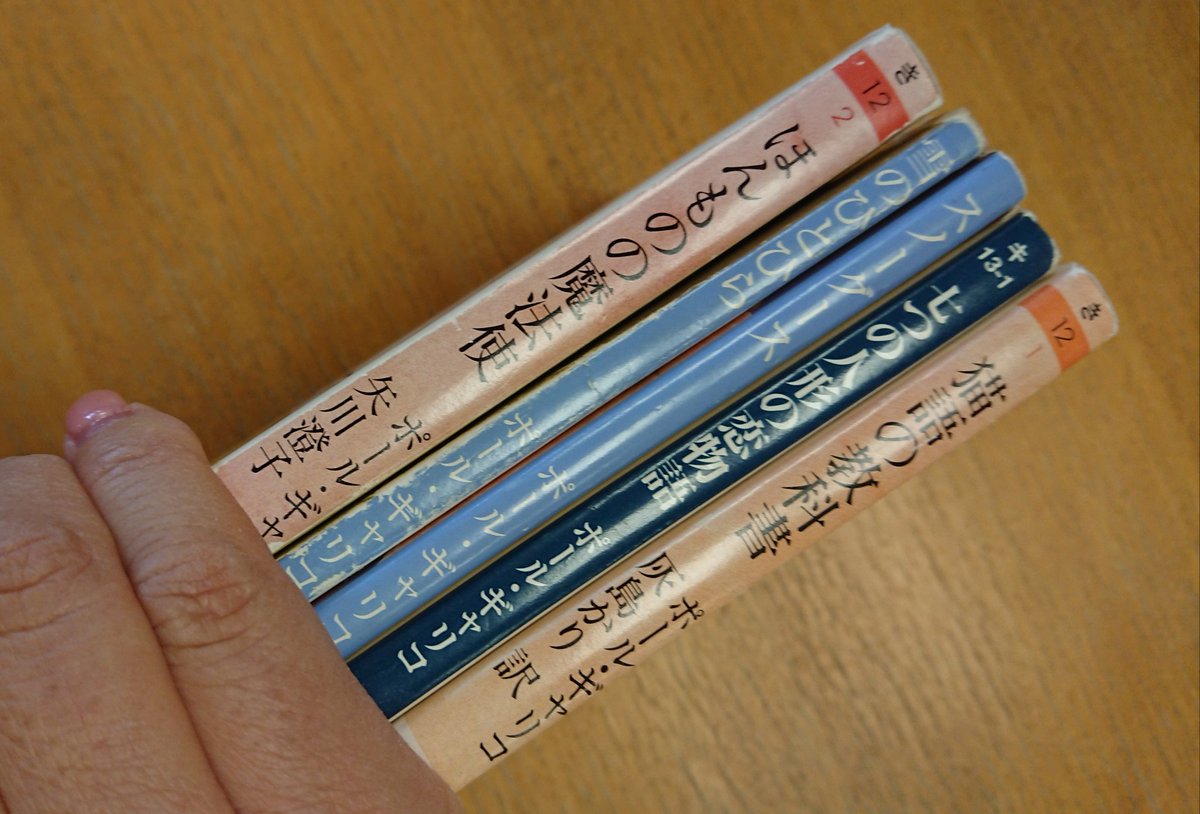 き
12
2
ほんものの魔法使
ポール・ギャ
矢川澄子
雪のひとひら
ポール・ギャリコ
スノーグース
ポール・ギャリコ
キ
13-1
七つの人形の恋物語
ポール・ギャリコ
き
12
1
猫語の教科書
ポール・ギャリコ
灰島かり 訳